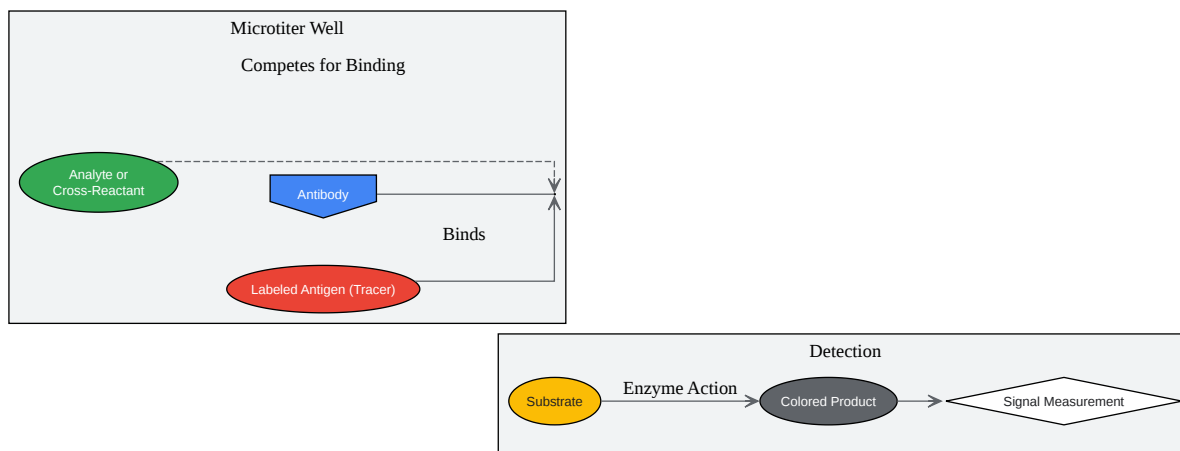 Microtiter Well
Competes for Binding
Analyte or
Cross-Reactant
Antibody
Binds
Labeled Antigen (Tracer)
Detection
Substrate
Enzyme Action
Colored Product
Signal Measurement